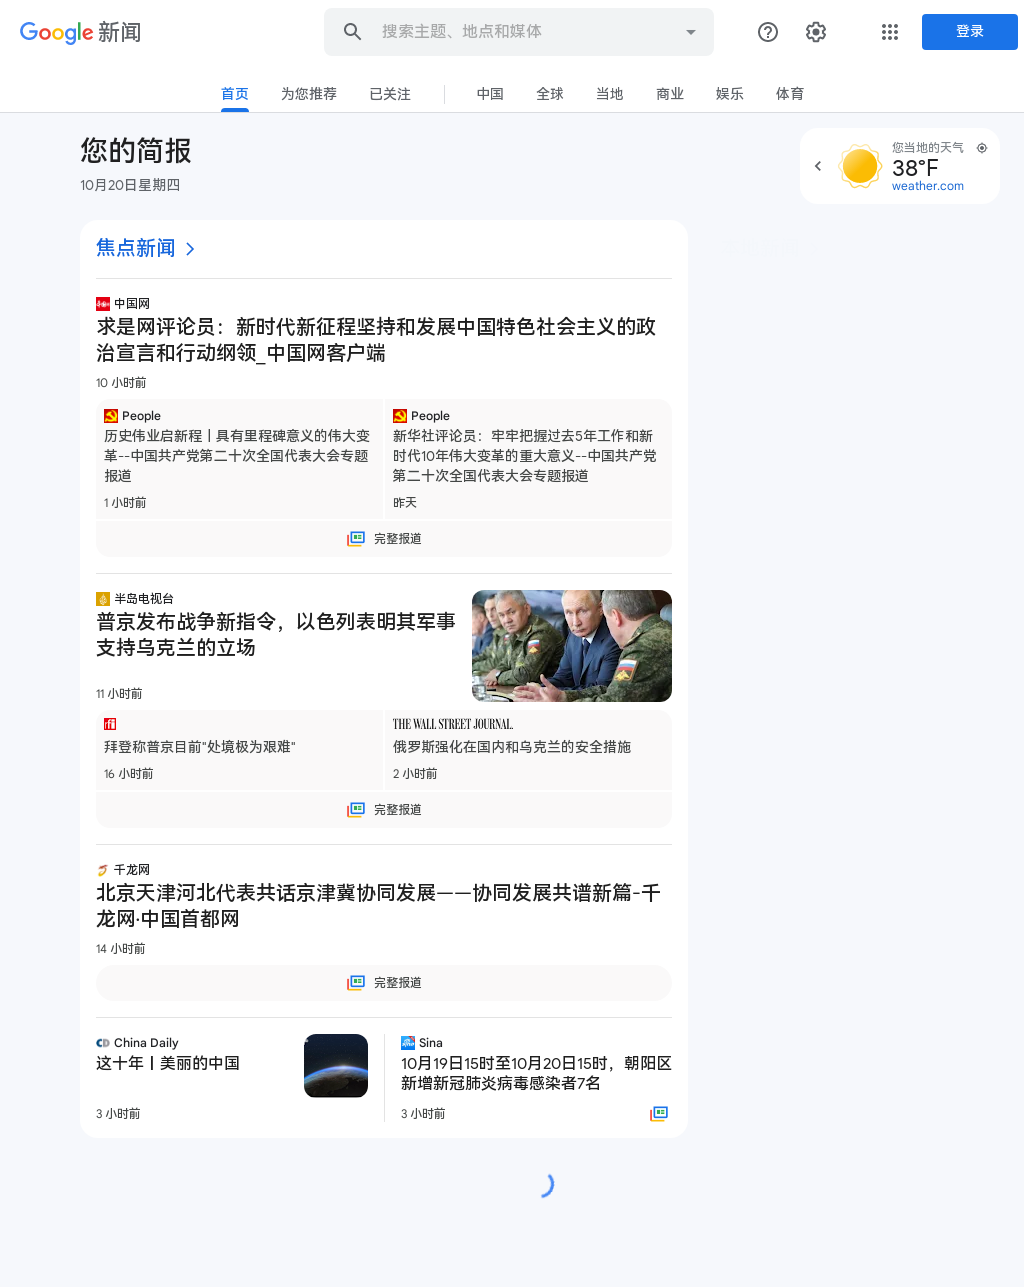 Google 新闻
搜索主题、地点和媒体
登录
首页 为您推荐 已关注 中国 全球 当地 商业 娱乐 体育
您的简报
10月20日星期四
您当地的天气
38°F
weather.com
焦点新闻
中国网
求是网评论员：新时代新征程坚持和发展中国特色社会主义的政
治宣言和行动纲领_中国网客户端
10 小时前
People
历史伟业启新程丨具有里程碑意义的伟大变
革--中国共产党第二十次全国代表大会专题
报道
1 小时前
People
新华社评论员：牢牢把握过去5年工作和新
时代10年伟大变革的重大意义--中国共产党
第二十次全国代表大会专题报道
昨天
完整报道
半岛电视台
普京发布战争新指令，以色列表明其军事
支持乌克兰的立场
11 小时前
rfi
拜登称普京目前"处境极为艰难"
16 小时前
THE WALL STREET JOURNAL.
俄罗斯强化在国内和乌克兰的安全措施
2 小时前
完整报道
千龙网
北京天津河北代表共话京津冀协同发展——协同发展共谱新篇-千
龙网·中国首都网
14 小时前
完整报道
China Daily
这十年丨美丽的中国
3 小时前
Sina
10月19日15时至10月20日15时，朝阳区
新增新冠肺炎病毒感染者7名
3 小时前